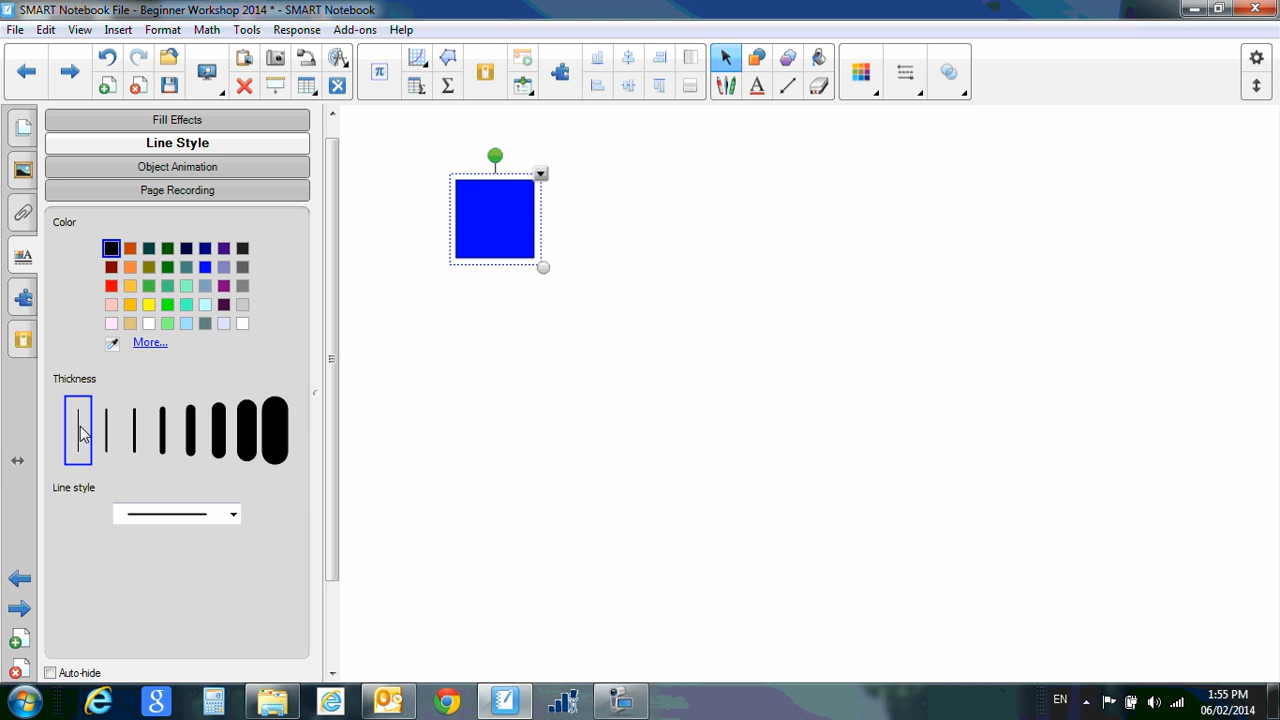 SMART Notebook File - Beginner Workshop 2014 * - SMART Notebook
File Edit View Insert Format Math Tools Response Add-ons Help
π Σ
A
Fill Effects
Line Style
Object Animation
Page Recording
Color
More...
Thickness
Line style
Auto-hide
EN
1:55 PM
06/02/2014